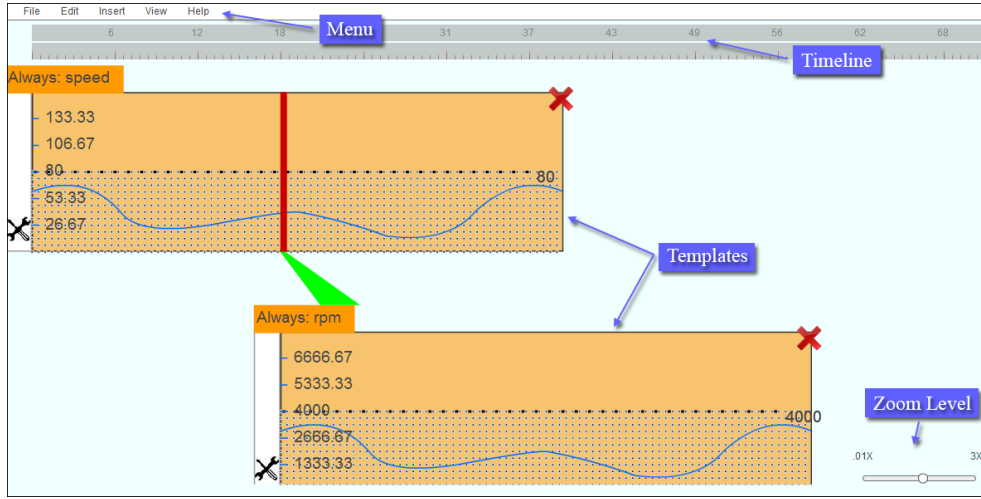 File Edit Insert View Help
Menu
6 12 18 31 37 43 49 56 62 68
Timeline
Always: speed
133.33
106.67
80
80
53.33
26.67
Templates
Always: rpm
6666.67
5333.33
4000
4000
2666.67
1333.33
Zoom Level
.01X 3X